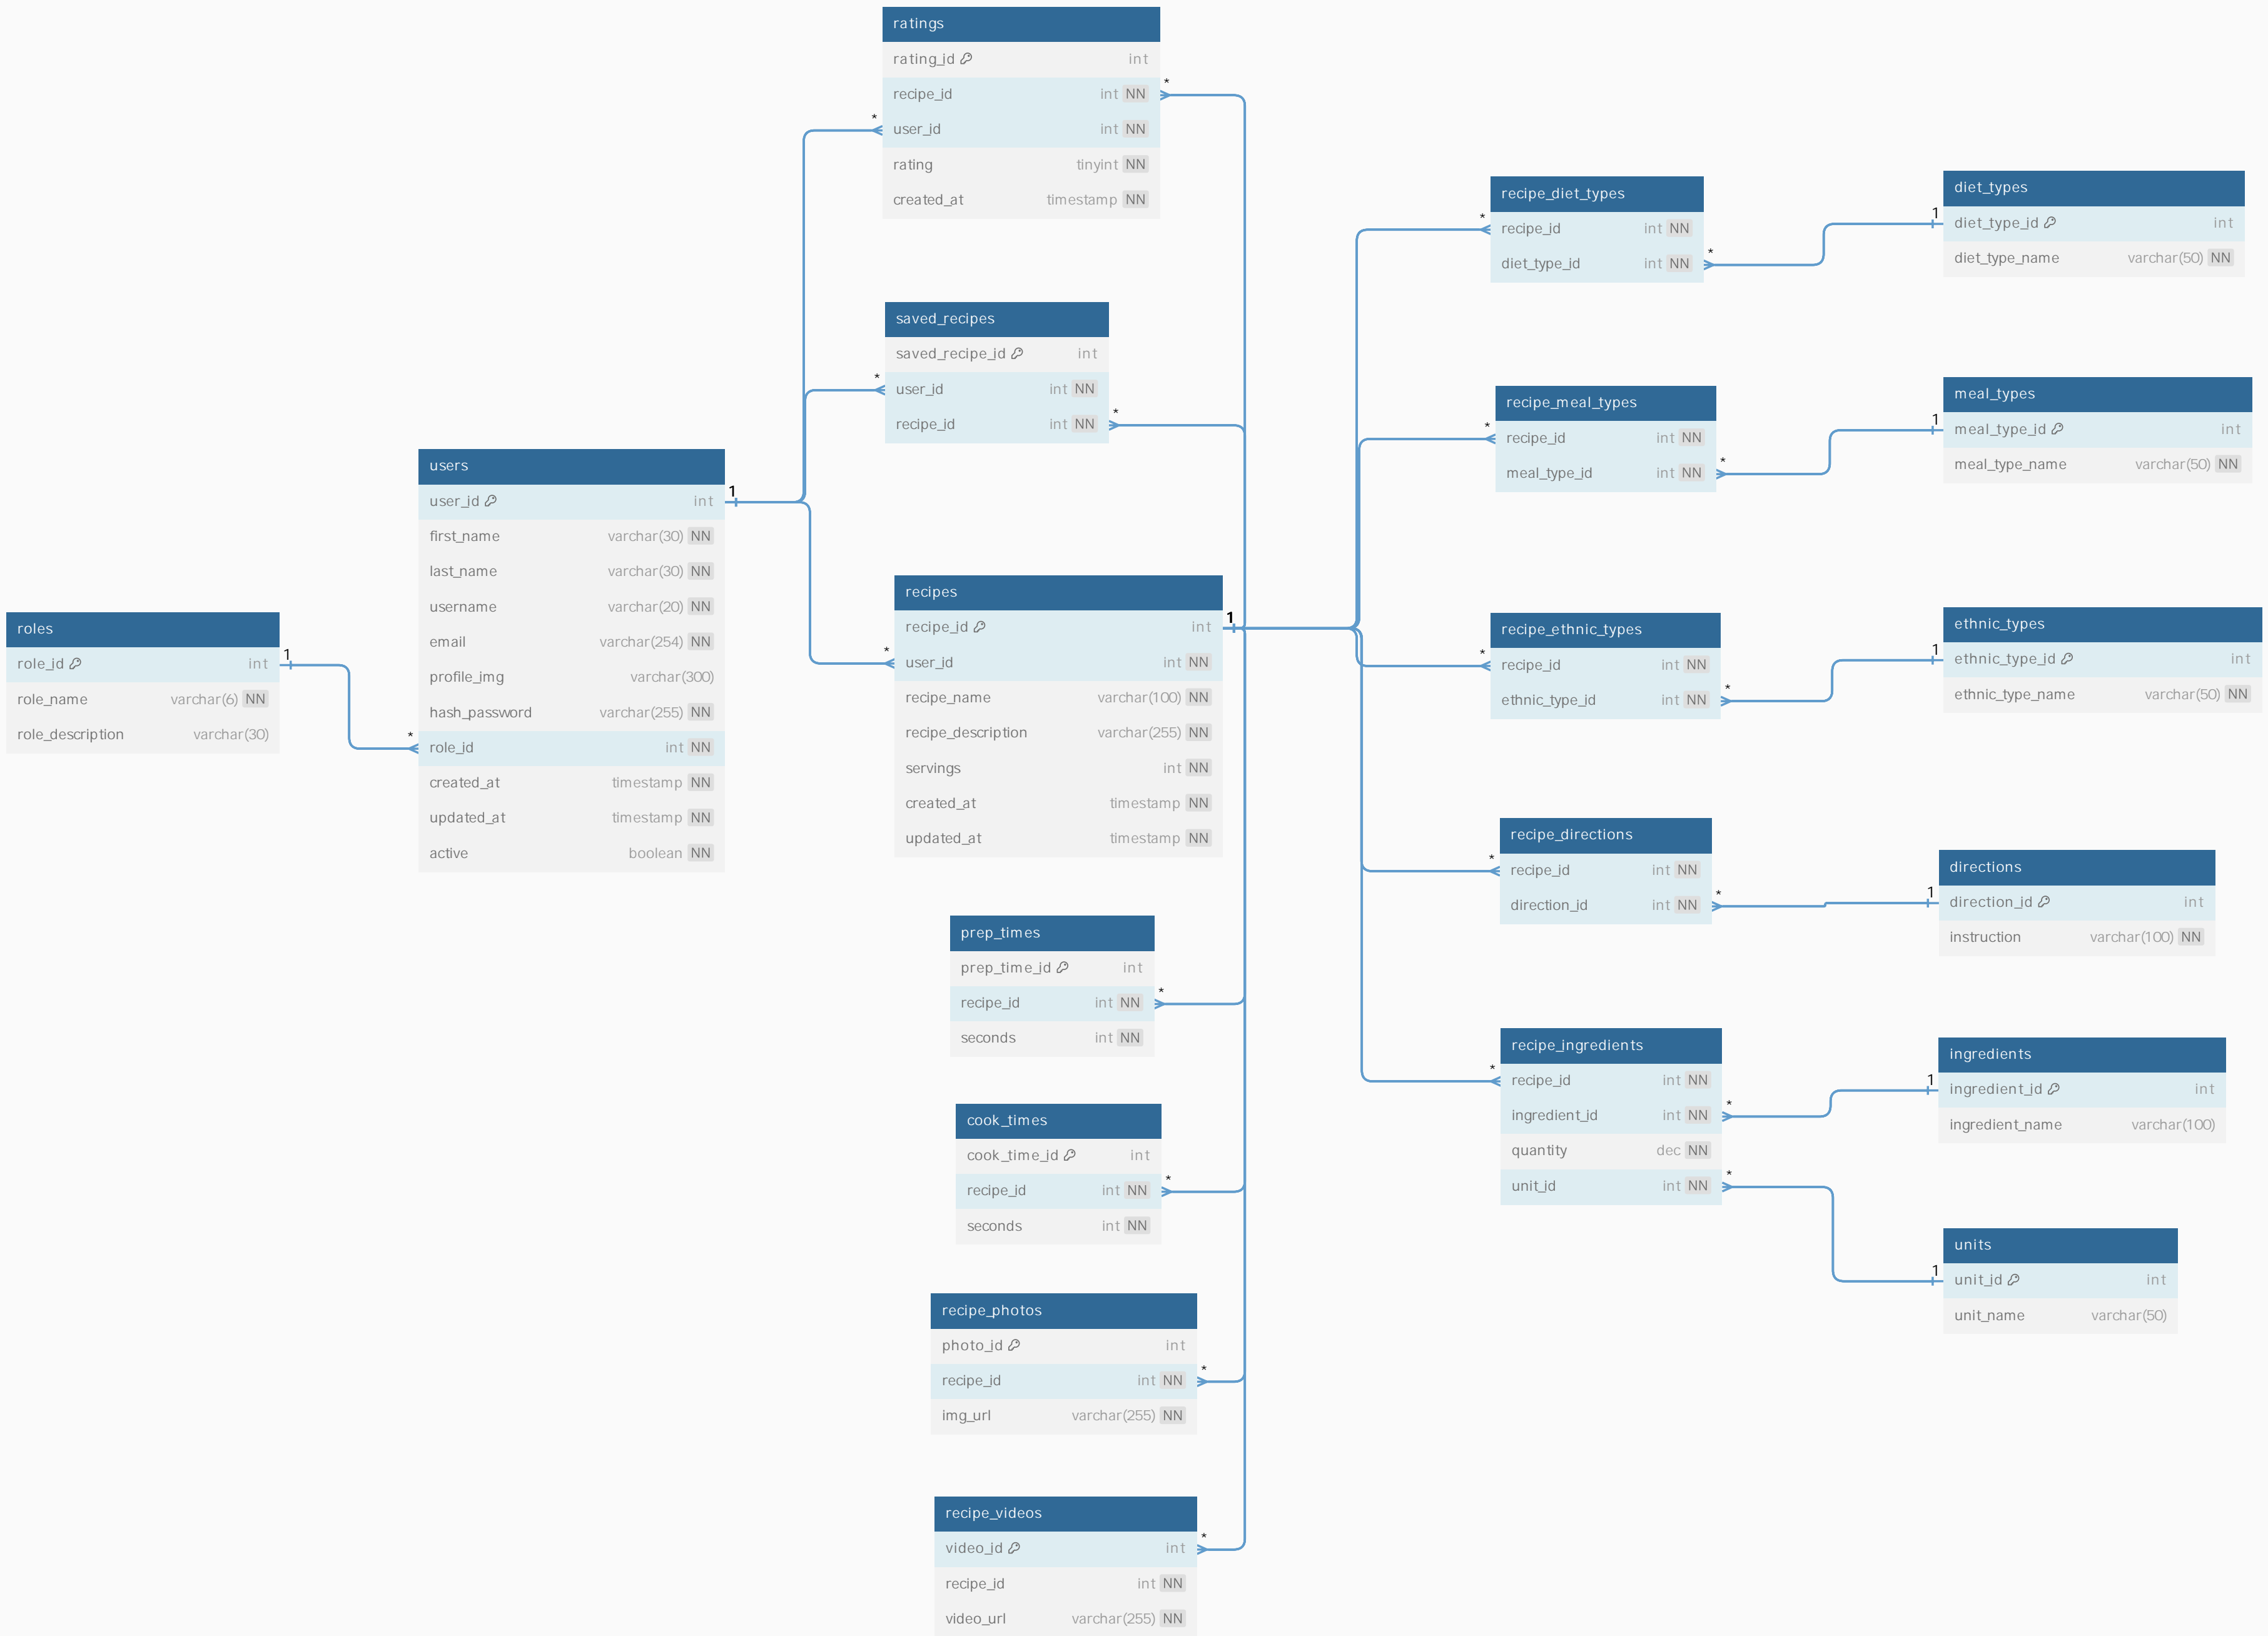 ratings
rating_id int
recipe_id int NN
user_id int NN
rating tinyint NN
created_at timestamp NN
saved_recipes
saved_recipe_id int
user_id int NN
recipe_id int NN
users
user_id int
first_name varchar(30) NN
last_name varchar(30) NN
username varchar(20) NN
email varchar(254) NN
profile_img varchar(300)
hash_password varchar(255) NN
role_id int NN
created_at timestamp NN
updated_at timestamp NN
active boolean NN
roles
role_id int
role_name varchar(6) NN
role_description varchar(30)
recipes
recipe_id int
user_id int NN
recipe_name varchar(100) NN
recipe_description varchar(255) NN
servings int NN
created_at timestamp NN
updated_at timestamp NN
prep_times
prep_time_id int
recipe_id int NN
seconds int NN
cook_times
cook_time_id int
recipe_id int NN
seconds int NN
recipe_photos
photo_id int
recipe_id int NN
img_url varchar(255) NN
recipe_videos
video_id int
recipe_id int NN
video_url varchar(255) NN
recipe_diet_types
recipe_id int NN
diet_type_id int NN
diet_types
diet_type_id int
diet_type_name varchar(50) NN
recipe_meal_types
recipe_id int NN
meal_type_id int NN
meal_types
meal_type_id int
meal_type_name varchar(50) NN
recipe_ethnic_types
recipe_id int NN
ethnic_type_id int NN
ethnic_types
ethnic_type_id int
ethnic_type_name varchar(50) NN
recipe_directions
recipe_id int NN
direction_id int NN
directions
direction_id int
instruction varchar(100) NN
recipe_ingredients
recipe_id int NN
ingredient_id int NN
quantity dec NN
unit_id int NN
ingredients
ingredient_id int
ingredient_name varchar(100)
units
unit_id int
unit_name varchar(50)
1
*
1
*
*
*
1
*
*
*
*
*
*
*
*
*
*
*
*
1
*
1
*
1
*
1
*
1
*
1